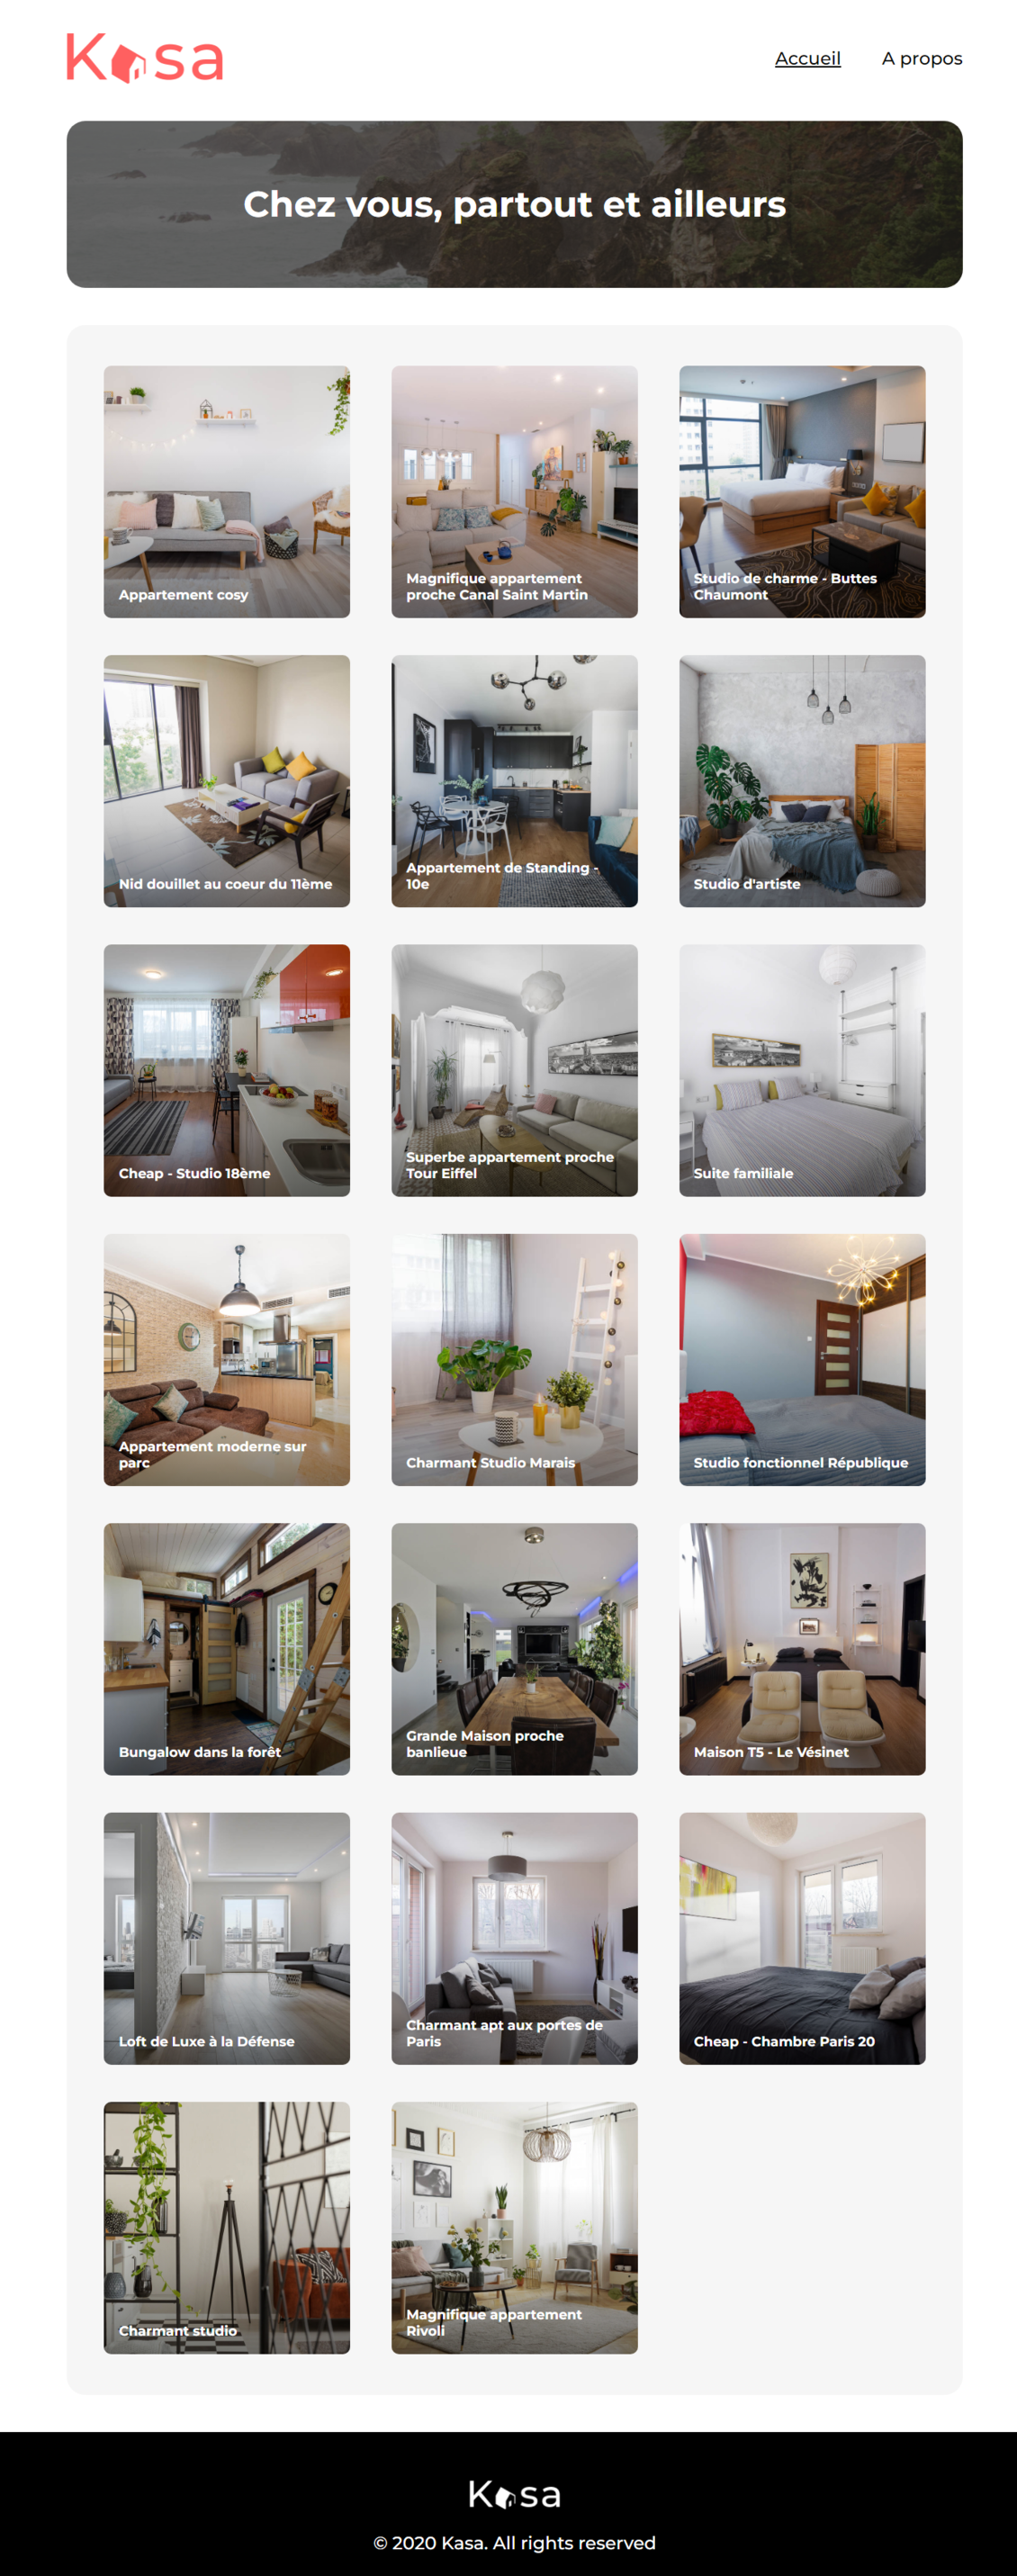 Kasa
Accueil
A propos
Chez vous, partout et ailleurs
Appartement cosy
Magnifique appartement
proche Canal Saint Martin
Studio de charme - Buttes
Chaumont
Nid douillet au coeur du 11ème
Appartement de Standing -
10e
Studio d'artiste
Cheap - Studio 18ème
Superbe appartement proche
Tour Eiffel
Suite familiale
Appartement moderne sur
parc
Charmant Studio Marais
Studio fonctionnel République
Bungalow dans la forêt
Grande Maison proche
banlieue
Maison T5 - Le Vésinet
Loft de Luxe à la Défense
Charmant apt aux portes de
Paris
Cheap - Chambre Paris 20
Charmant studio
Magnifique appartement
Rivoli
Kasa
© 2020 Kasa. All rights reserved